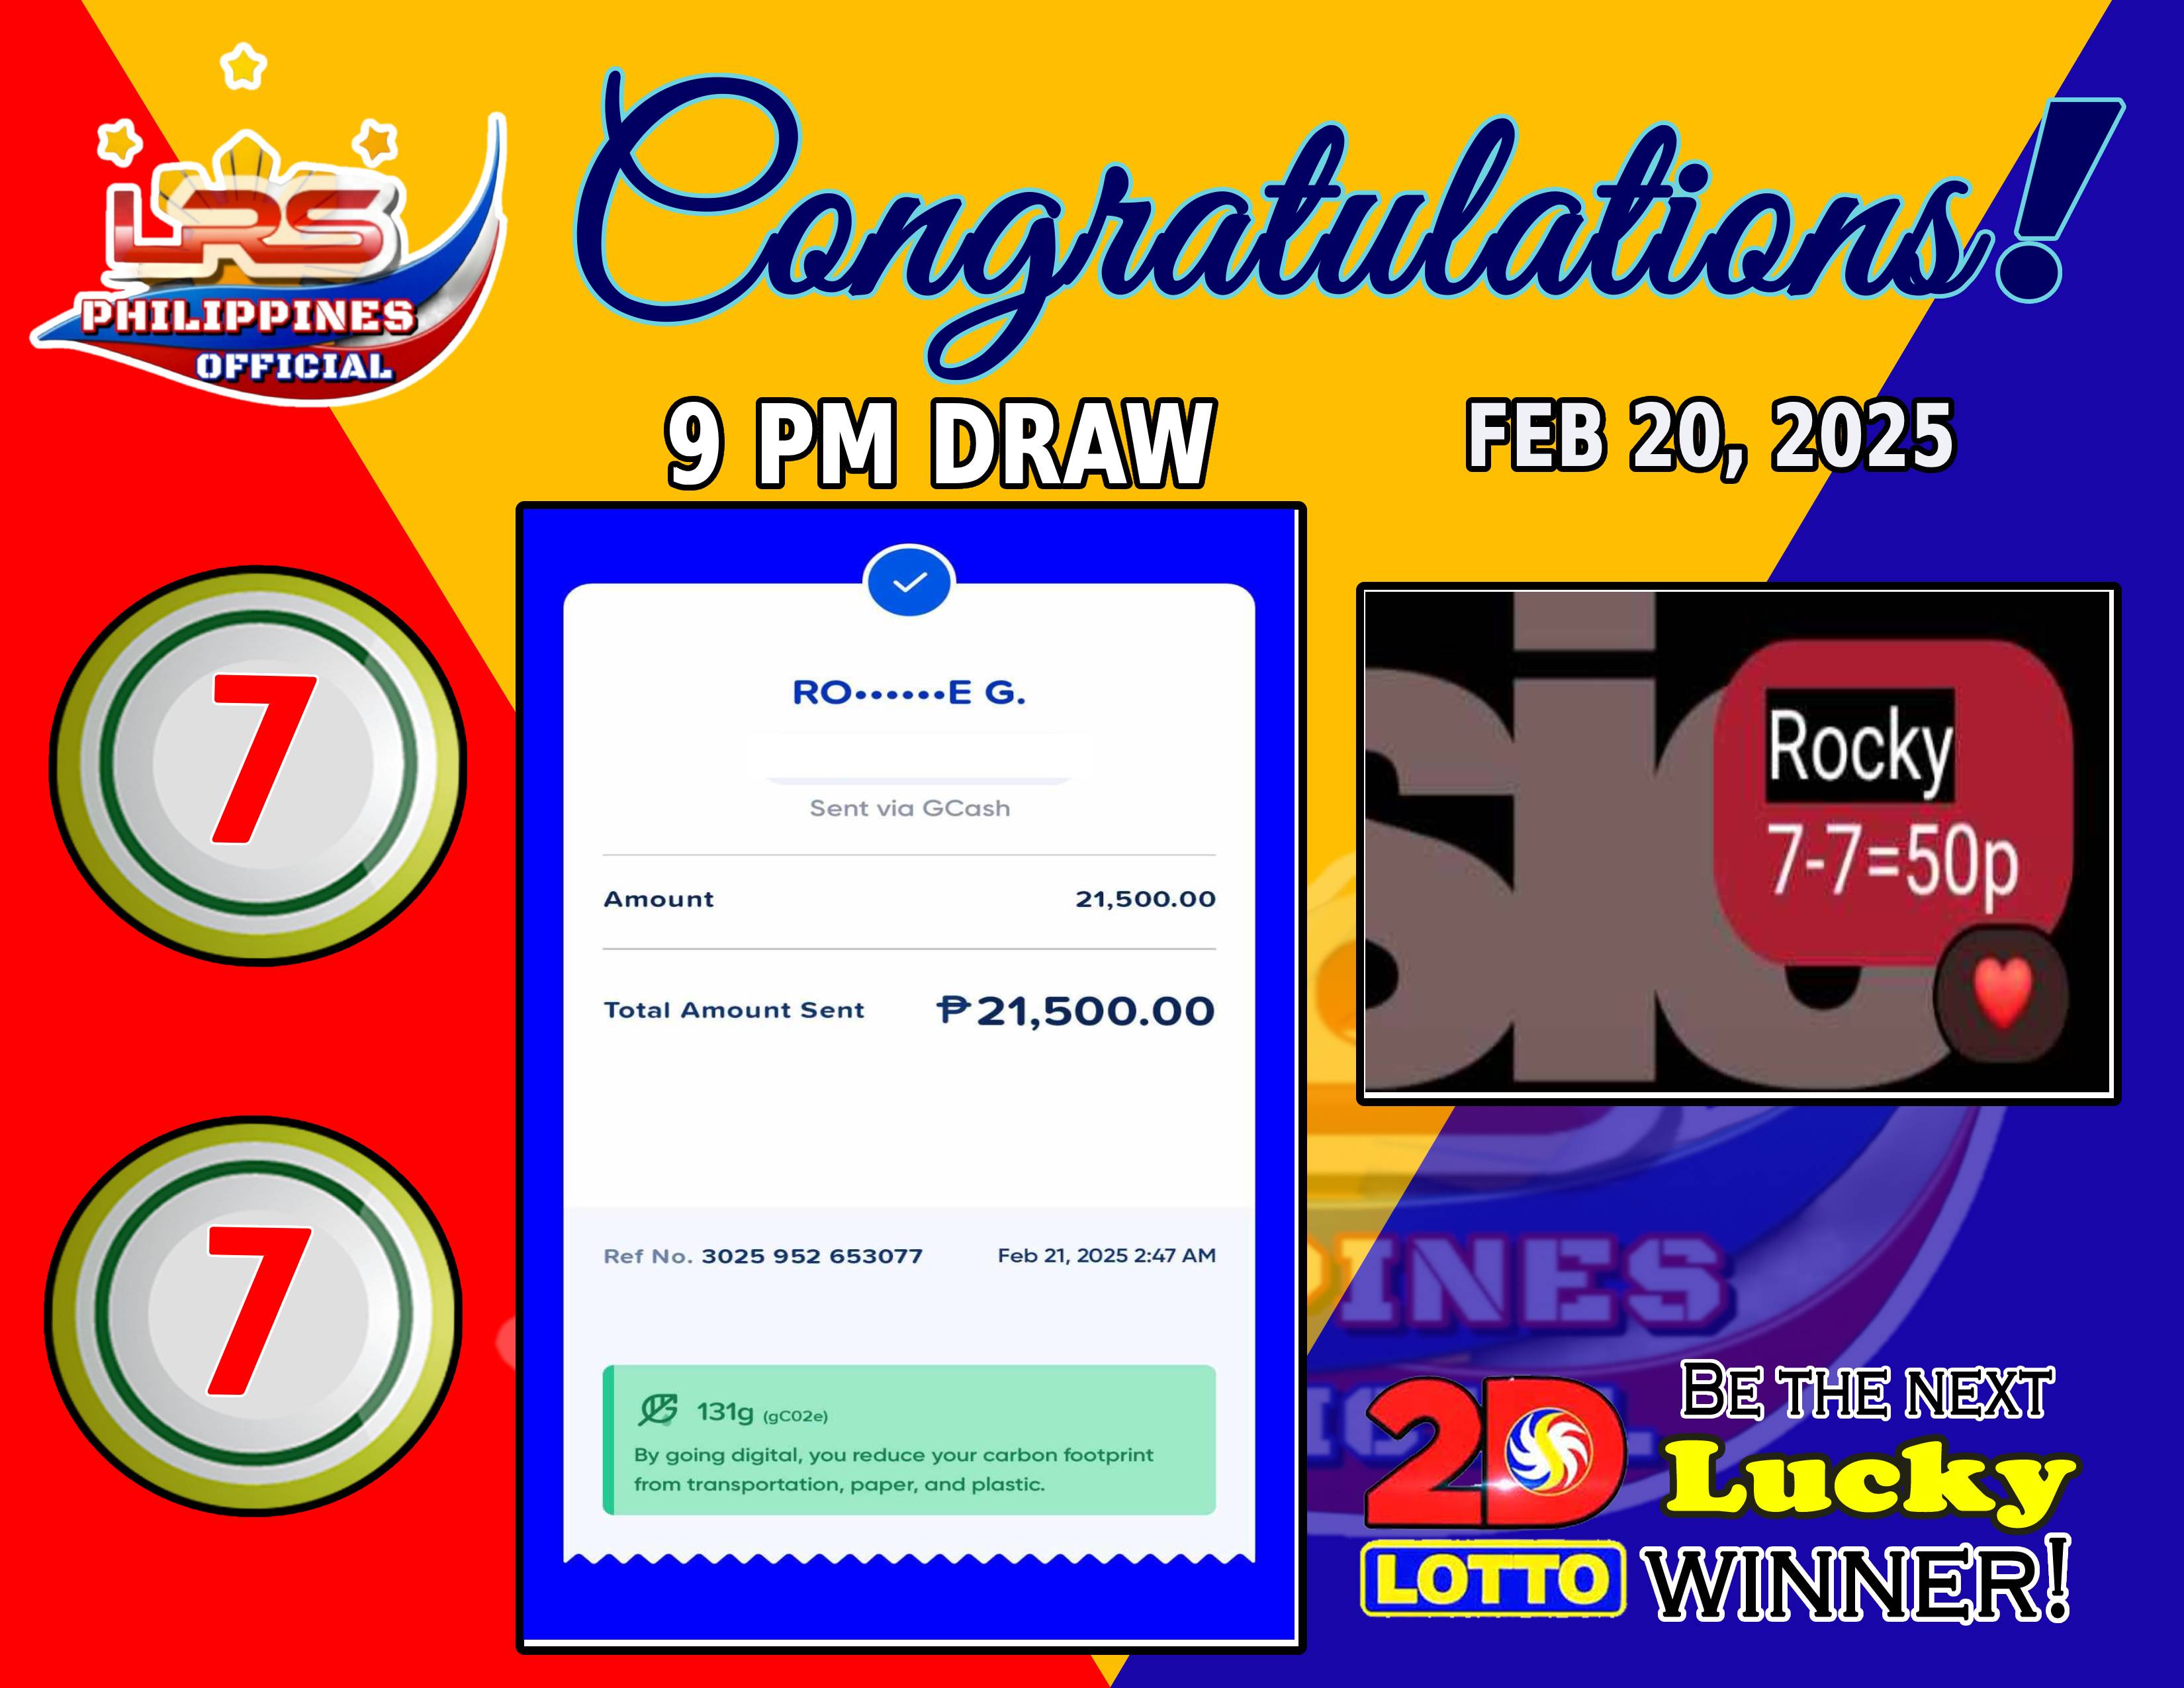 LRS
PHILIPPINES
OFFICIAL
Congratulations!
9 PM DRAW
FEB 20, 2025
7
7
RO••••••E G.
Sent via GCash
Amount 21,500.00
Total Amount Sent ₱21,500.00
Ref No. 3025 952 653077 Feb 21, 2025 2:47 AM
131g (gCO2e)
By going digital, you reduce your carbon footprint
from transportation, paper, and plastic.
sic
Rocky
7-7=50p
PINES
2D
LOTTO
BE THE NEXT
Lucky
WINNER!